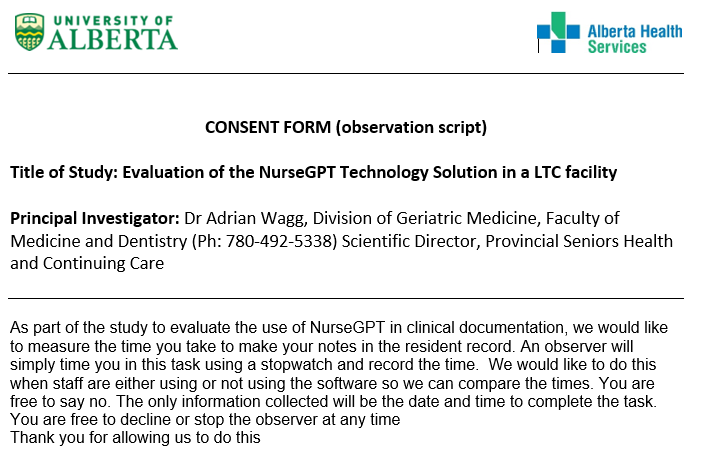 UNIVERSITY OF
ALBERTA
Alberta Health
Services
CONSENT FORM (observation script)
Title of Study: Evaluation of the NurseGPT Technology Solution in a LTC facility
Principal Investigator: Dr Adrian Wagg, Division of Geriatric Medicine, Faculty of
Medicine and Dentistry (Ph: 780-492-5338) Scientific Director, Provincial Seniors Health
and Continuing Care
As part of the study to evaluate the use of NurseGPT in clinical documentation, we would like
to measure the time you take to make your notes in the resident record. An observer will
simply time you in this task using a stopwatch and record the time.  We would like to do this
when staff are either using or not using the software so we can compare the times. You are
free to say no. The only information collected will be the date and time to complete the task.
You are free to decline or stop the observer at any time
Thank you for allowing us to do this